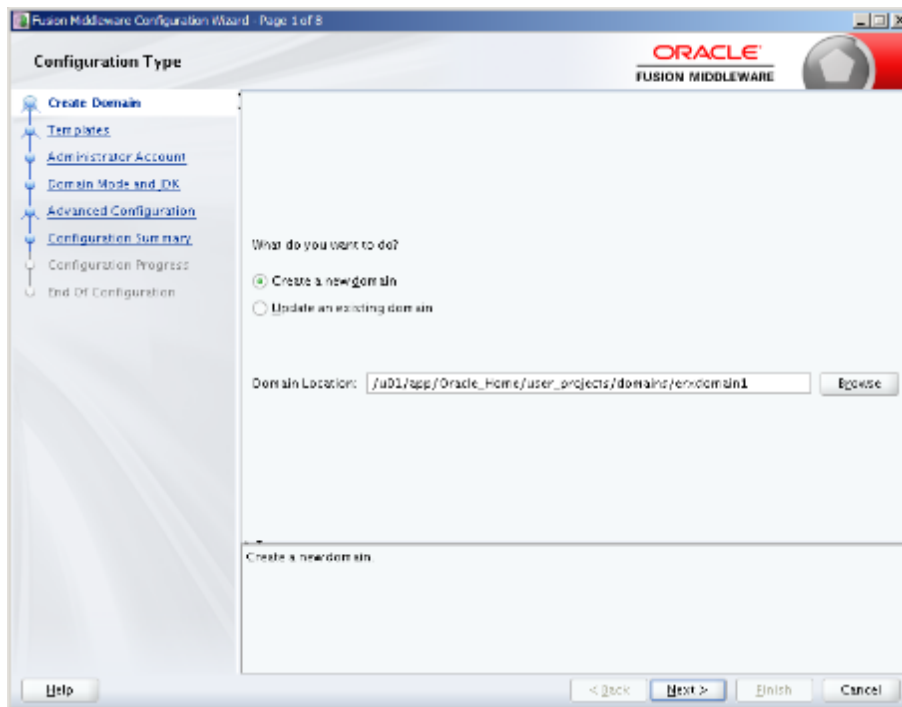 Fusion Middleware Configuration Wizard - Page 1 of 8
Configuration Type
ORACLE
FUSION MIDDLEWARE
Create Domain
Templates
Administrator Account
Domain Mode and JDK
Advanced Configuration
Configuration Summary
Configuration Progress
End Of Configuration
What do you want to do?
Create a new domain
Update an existing domain
Domain Location: /u01/app/Oracle_Home/user_projects/domains/erxdomain1
Browse
Create a new domain
Help
< Back
Next >
Finish
Cancel